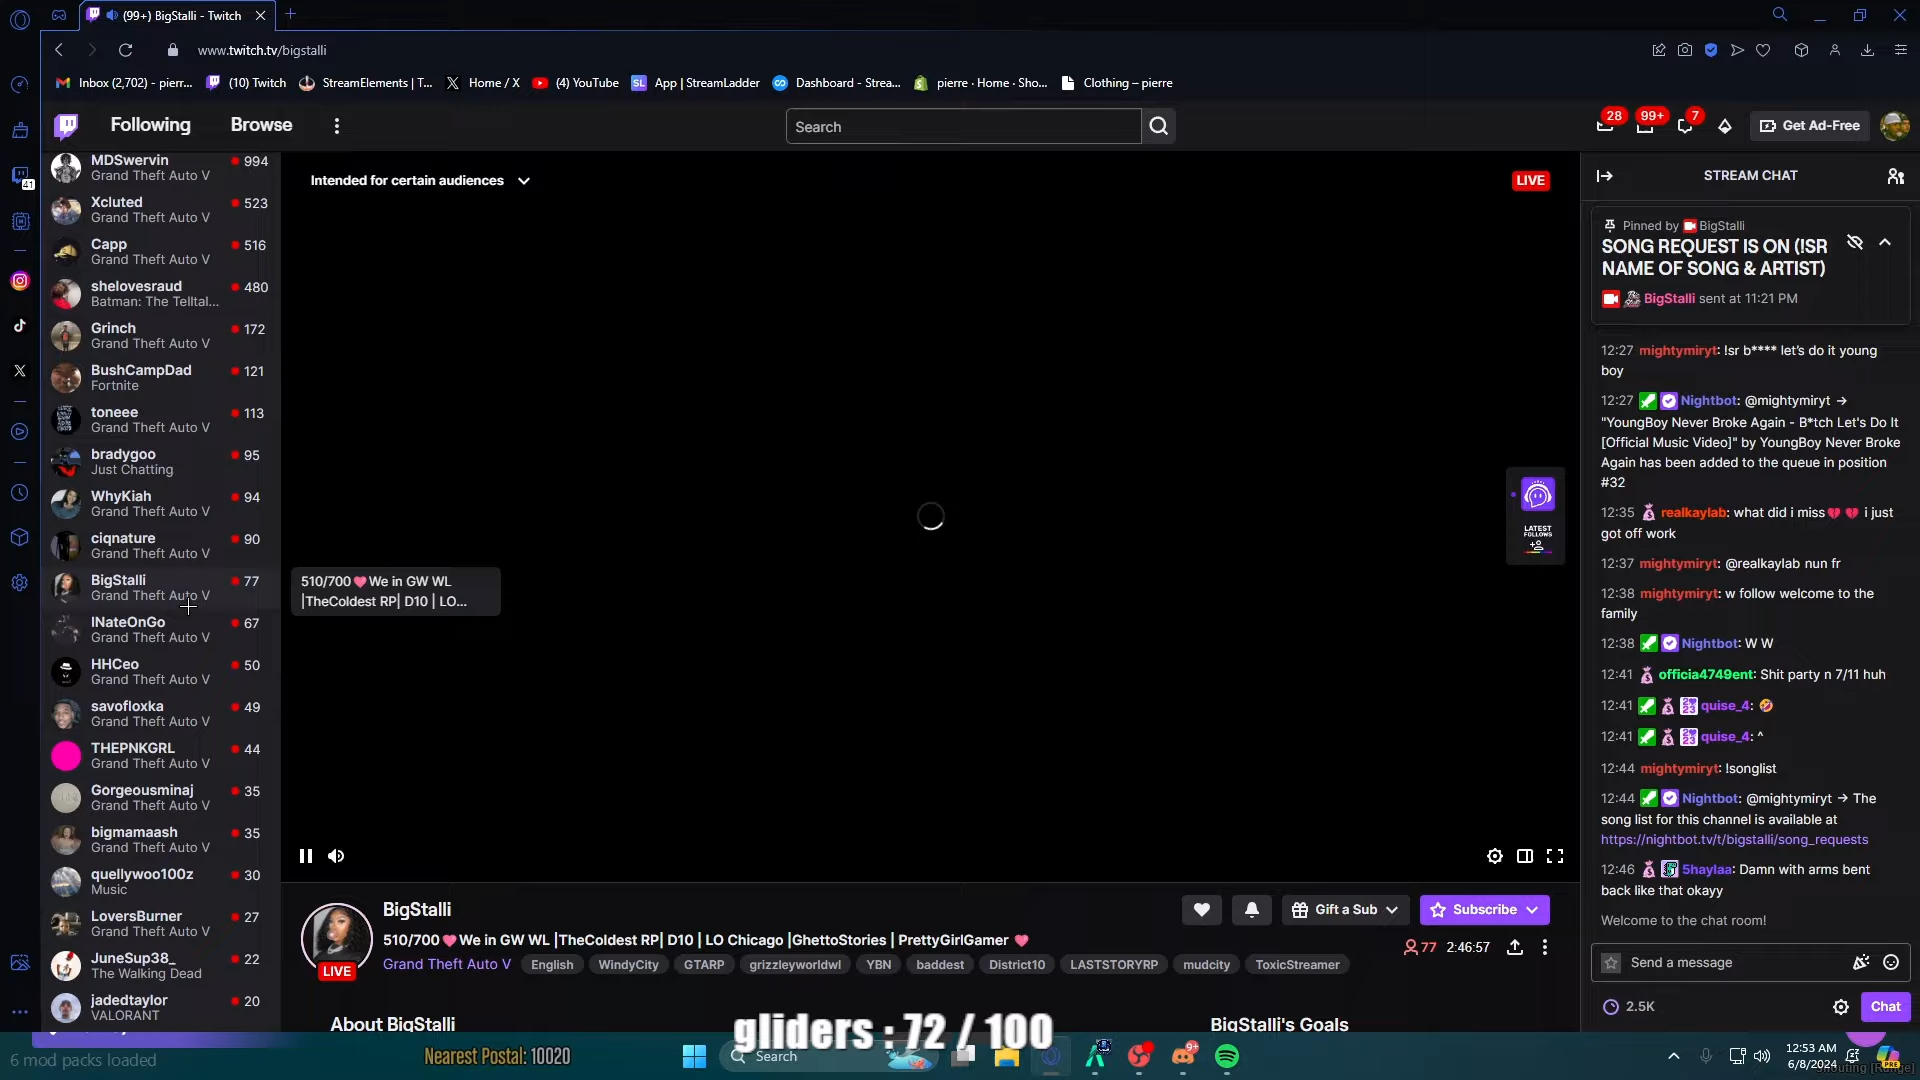 (99+) BigStalli - Twitch
www.twitch.tv/bigstalli
Inbox (2,702) - pierr...
(10) Twitch
StreamElements | T...
Home / X
(4) YouTube
App | StreamLadder
Dashboard - Strea...
pierre · Home · Sho...
Clothing – pierre
Following
Browse
Search
28
99+
7
Get Ad-Free
41
MDSwervin
994
Grand Theft Auto V
Xcluted
523
Grand Theft Auto V
Capp
516
Grand Theft Auto V
shelovesraud
480
Batman: The Telltal...
Grinch
172
Grand Theft Auto V
BushCampDad
121
Fortnite
toneee
113
Grand Theft Auto V
bradygoo
95
Just Chatting
WhyKiah
94
Grand Theft Auto V
ciqnature
90
Grand Theft Auto V
BigStalli
77
Grand Theft Auto V
lNateOnGo
67
Grand Theft Auto V
HHCeo
50
Grand Theft Auto V
savofloxka
49
Grand Theft Auto V
THEPNKGRL
44
Grand Theft Auto V
Gorgeousminaj
35
Grand Theft Auto V
bigmamaash
35
Grand Theft Auto V
quellywoo100z
30
Music
LoversBurner
27
Grand Theft Auto V
JuneSup38_
22
The Walking Dead
jadedtaylor
20
VALORANT
Intended for certain audiences
LIVE
510/700💗We in GW WL
|TheColdest RP| D10 | LO...
LATEST
FOLLOWS
BigStalli
Gift a Sub
Subscribe
510/700💗We in GW WL |TheColdest RP| D10 | LO Chicago |GhettoStories | PrettyGirlGamer 💗
77
2:46:57
LIVE
Grand Theft Auto V
English
WindyCity
GTARP
grizzleyworldwl
YBN
baddest
District10
LASTSTORYRP
mudcity
ToxicStreamer
About BigStalli
BigStalli's Goals
STREAM CHAT
Pinned by BigStalli
SONG REQUEST IS ON (!SR
NAME OF SONG & ARTIST)
BigStalli sent at 11:21 PM
12:27 mightymiryt: !sr b**** let's do it young
boy
12:27 Nightbot: @mightymiryt →
"YoungBoy Never Broke Again - B*tch Let's Do It
[Official Music Video]" by YoungBoy Never Broke
Again has been added to the queue in position
#32
12:35 realkaylab: what did i miss💔 💔 i just
got off work
12:37 mightymiryt: @realkaylab nun fr
12:38 mightymiryt: w follow welcome to the
family
12:38 Nightbot: W W
12:41 officia4749ent: Shit party n 7/11 huh
12:41 quise_4: 🤣
12:41 quise_4: ^
12:44 mightymiryt: !songlist
12:44 Nightbot: @mightymiryt → The
song list for this channel is available at
https://nightbot.tv/t/bigstalli/song_requests
12:46 5haylaa: Damn with arms bent
back like that okayy
Welcome to the chat room!
Send a message
2.5K
Chat
gliders : 72 / 100
6 mod packs loaded
Nearest Postal: 10020
Search
9+
12:53 AM
6/8/2024